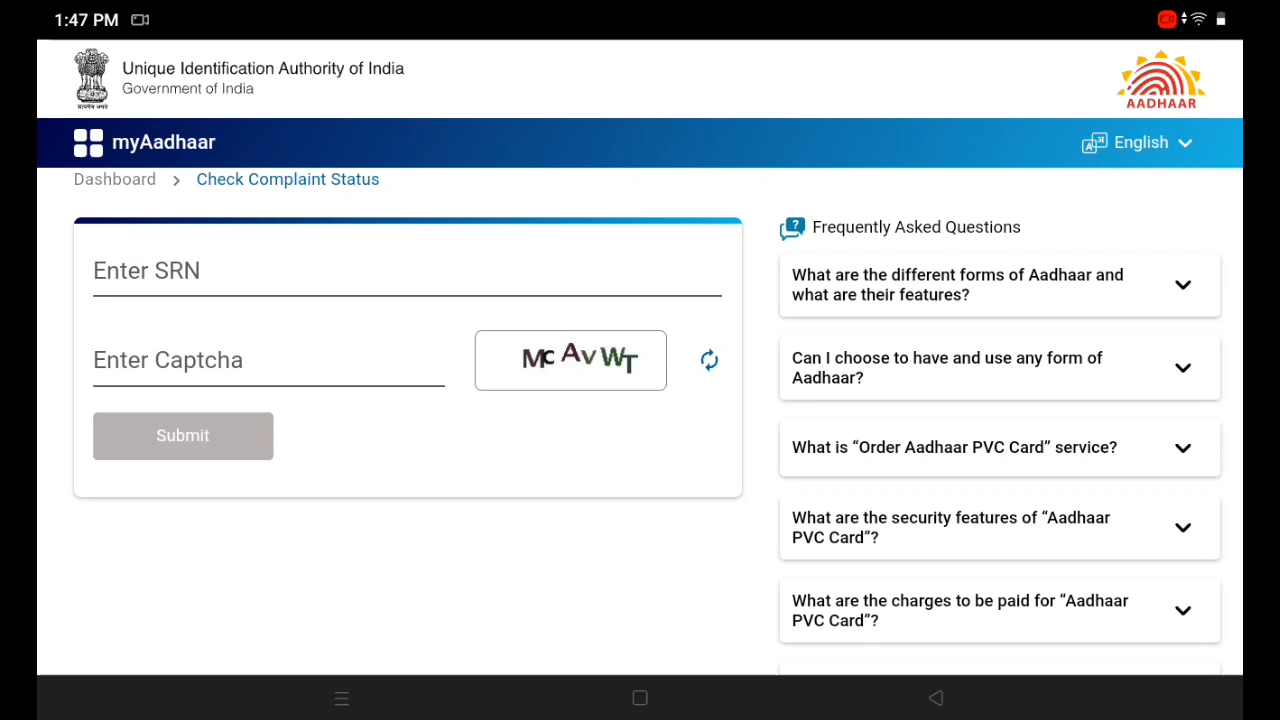 1:47 PM
Unique Identification Authority of India
Government of India
AADHAAR
myAadhaar
English
Dashboard > Check Complaint Status
Enter SRN
Enter Captcha
Submit
Frequently Asked Questions
What are the different forms of Aadhaar and
what are their features?
Can I choose to have and use any form of
Aadhaar?
What is “Order Aadhaar PVC Card” service?
What are the security features of “Aadhaar
PVC Card”?
What are the charges to be paid for “Aadhaar
PVC Card”?